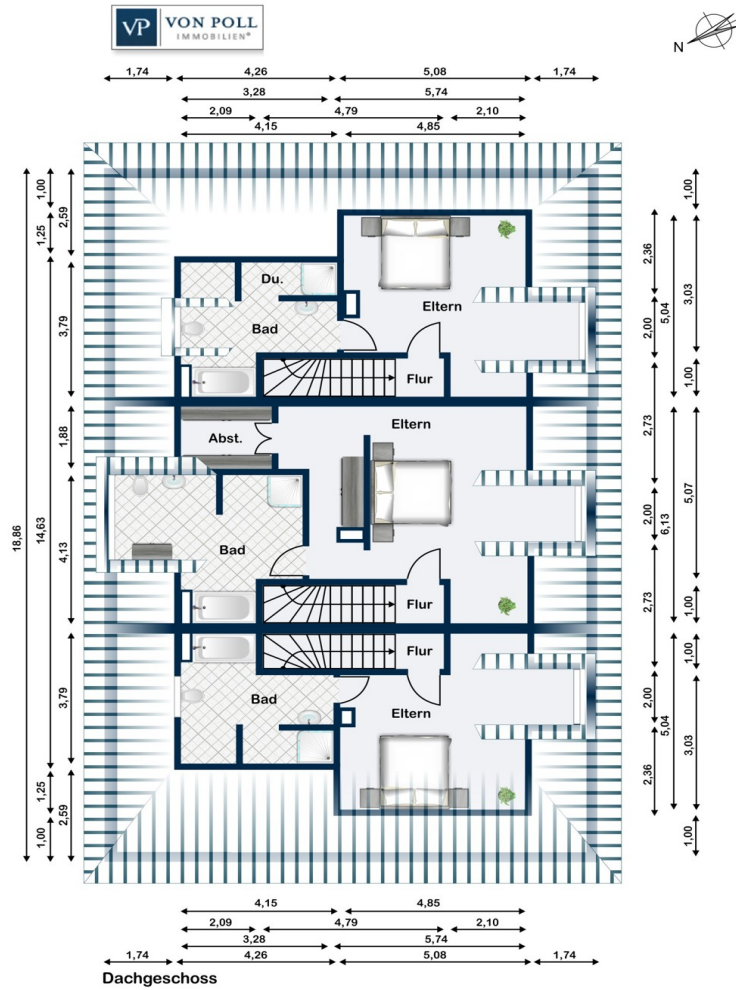 VP VON POLL
IMMOBILIEN®
N
1,74 4,26 5,08 1,74
3,28 5,74
2,09 4,79 2,10
4,15 4,85
1,00
2,59
1,25
3,79
1,88
18,86
14,63
4,13
3,79
1,25
2,59
1,00
Du.
Bad
Eltern
Flur
Abst.
Eltern
Bad
Flur
Flur
Bad
Eltern
1,00
2,36
3,03
5,04
2,00
1,00
2,73
5,07
2,00
6,13
2,73
1,00
1,00
2,00
5,04
3,03
2,36
1,00
4,15 4,85
2,09 4,79 2,10
3,28 5,74
1,74 4,26 5,08 1,74
Dachgeschoss